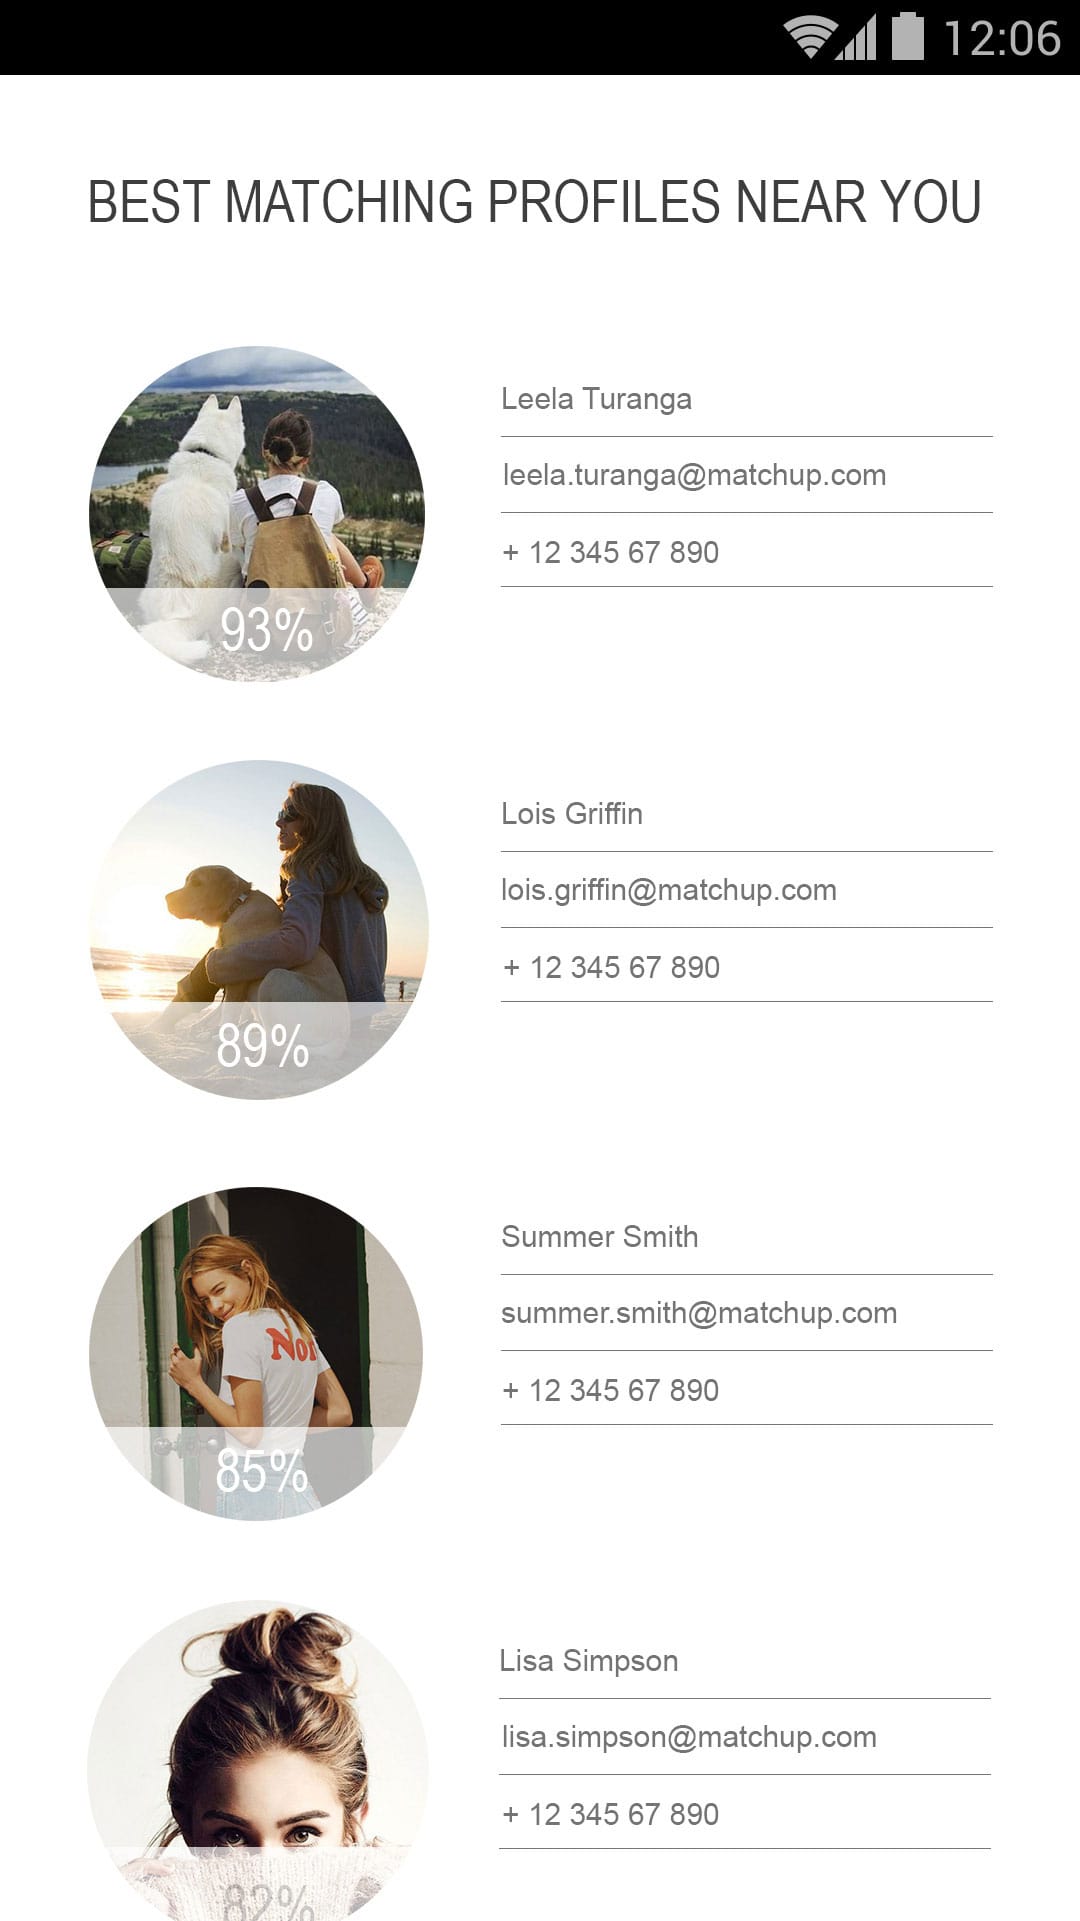 12:06
BEST MATCHING PROFILES NEAR YOU
Leela Turanga
leela.turanga@matchup.com
+ 12 345 67 890
93%
Lois Griffin
lois.griffin@matchup.com
+ 12 345 67 890
89%
Summer Smith
summer.smith@matchup.com
+ 12 345 67 890
Nor
85%
Lisa Simpson
lisa.simpson@matchup.com
+ 12 345 67 890
82%